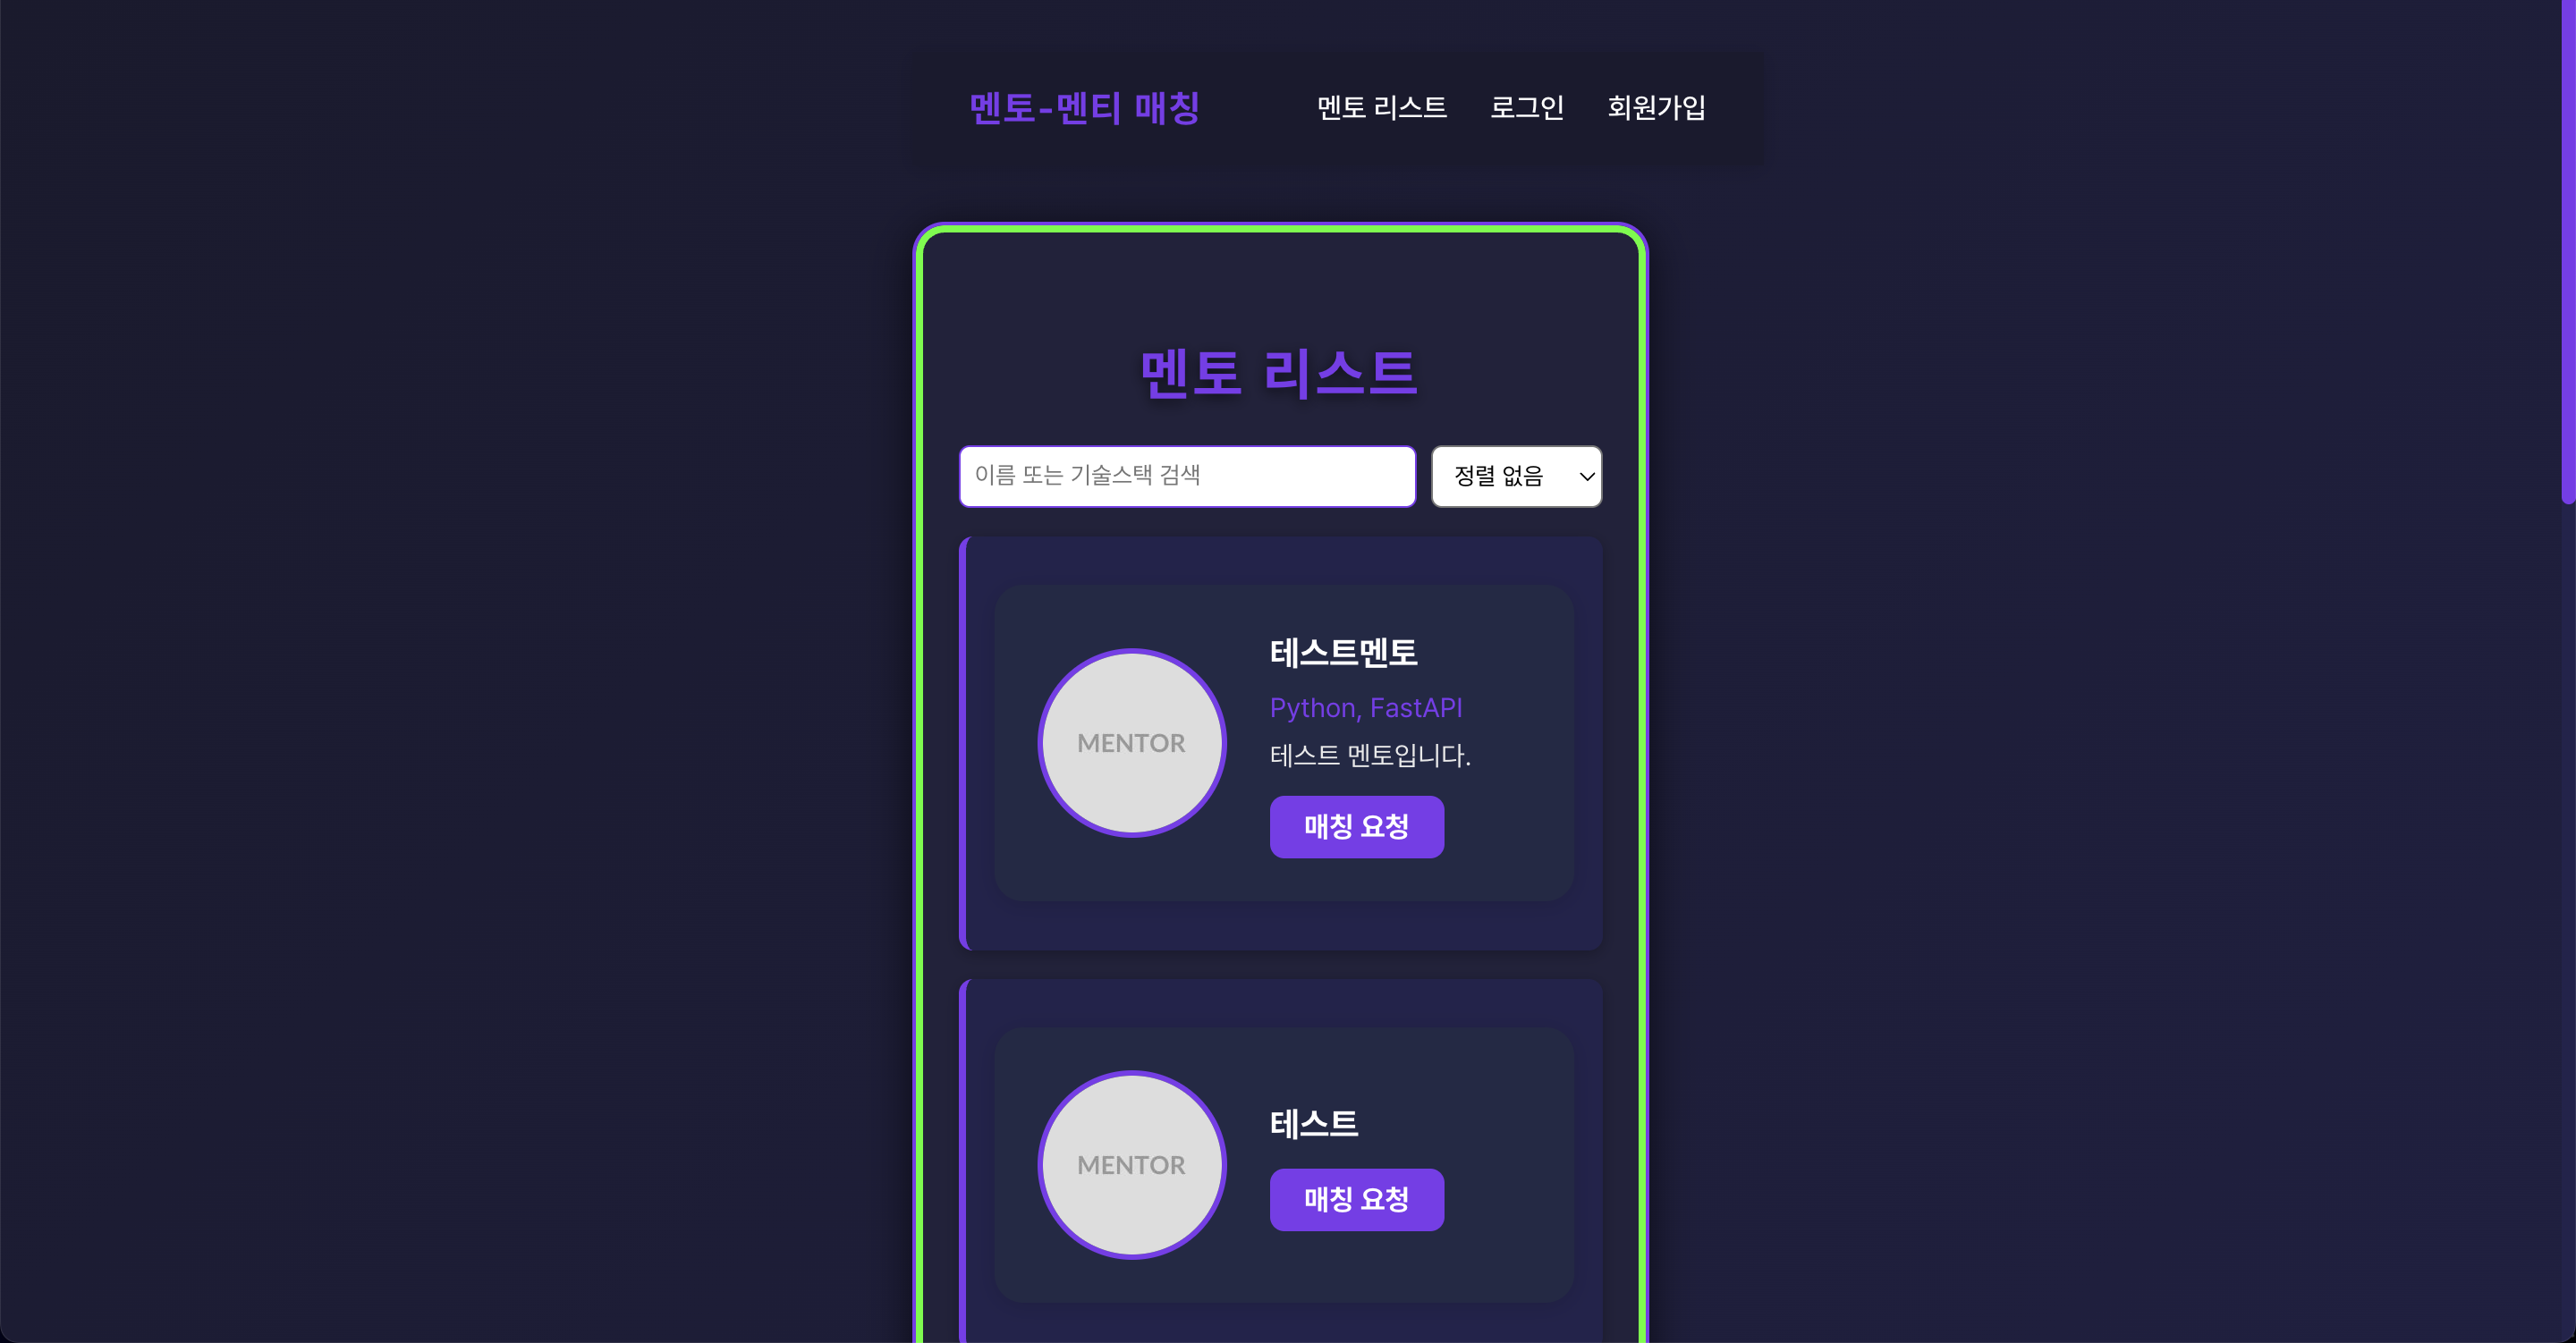 멘토-멘티 매칭
멘토 리스트
로그인
회원가입
멘토 리스트
이름 또는 기술스택 검색
정렬 없음
MENTOR
테스트멘토
Python, FastAPI
테스트 멘토입니다.
매칭 요청
MENTOR
테스트
매칭 요청